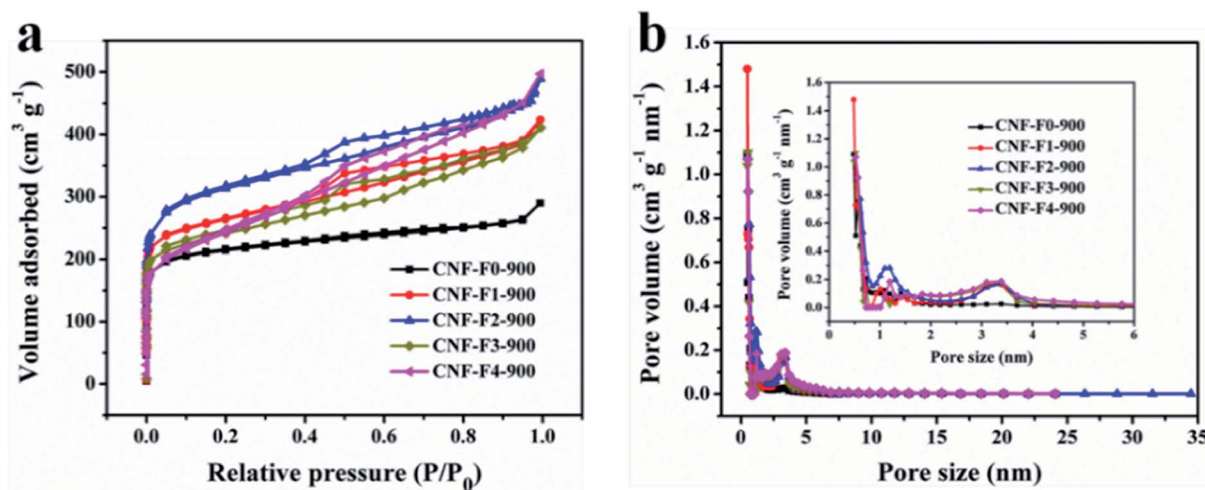 a
Volume adsorbed (cm³ g⁻¹)
500
400
300
200
100
0
CNF-F0-900
CNF-F1-900
CNF-F2-900
CNF-F3-900
CNF-F4-900
0.0 0.2 0.4 0.6 0.8 1.0
Relative pressure (P/P₀)
b
Pore volume (cm³ g⁻¹ nm⁻¹)
1.6
1.4
1.2
1.0
0.8
0.6
0.4
0.2
0.0
Pore volume (cm³ g⁻¹ nm⁻¹)
1.6
1.4
1.2
1.0
0.8
0.6
0.4
0.2
0.0
CNF-F0-900
CNF-F1-900
CNF-F2-900
CNF-F3-900
CNF-F4-900
0 1 2 3 4 5 6
Pore size (nm)
0 5 10 15 20 25 30 35
Pore size (nm)